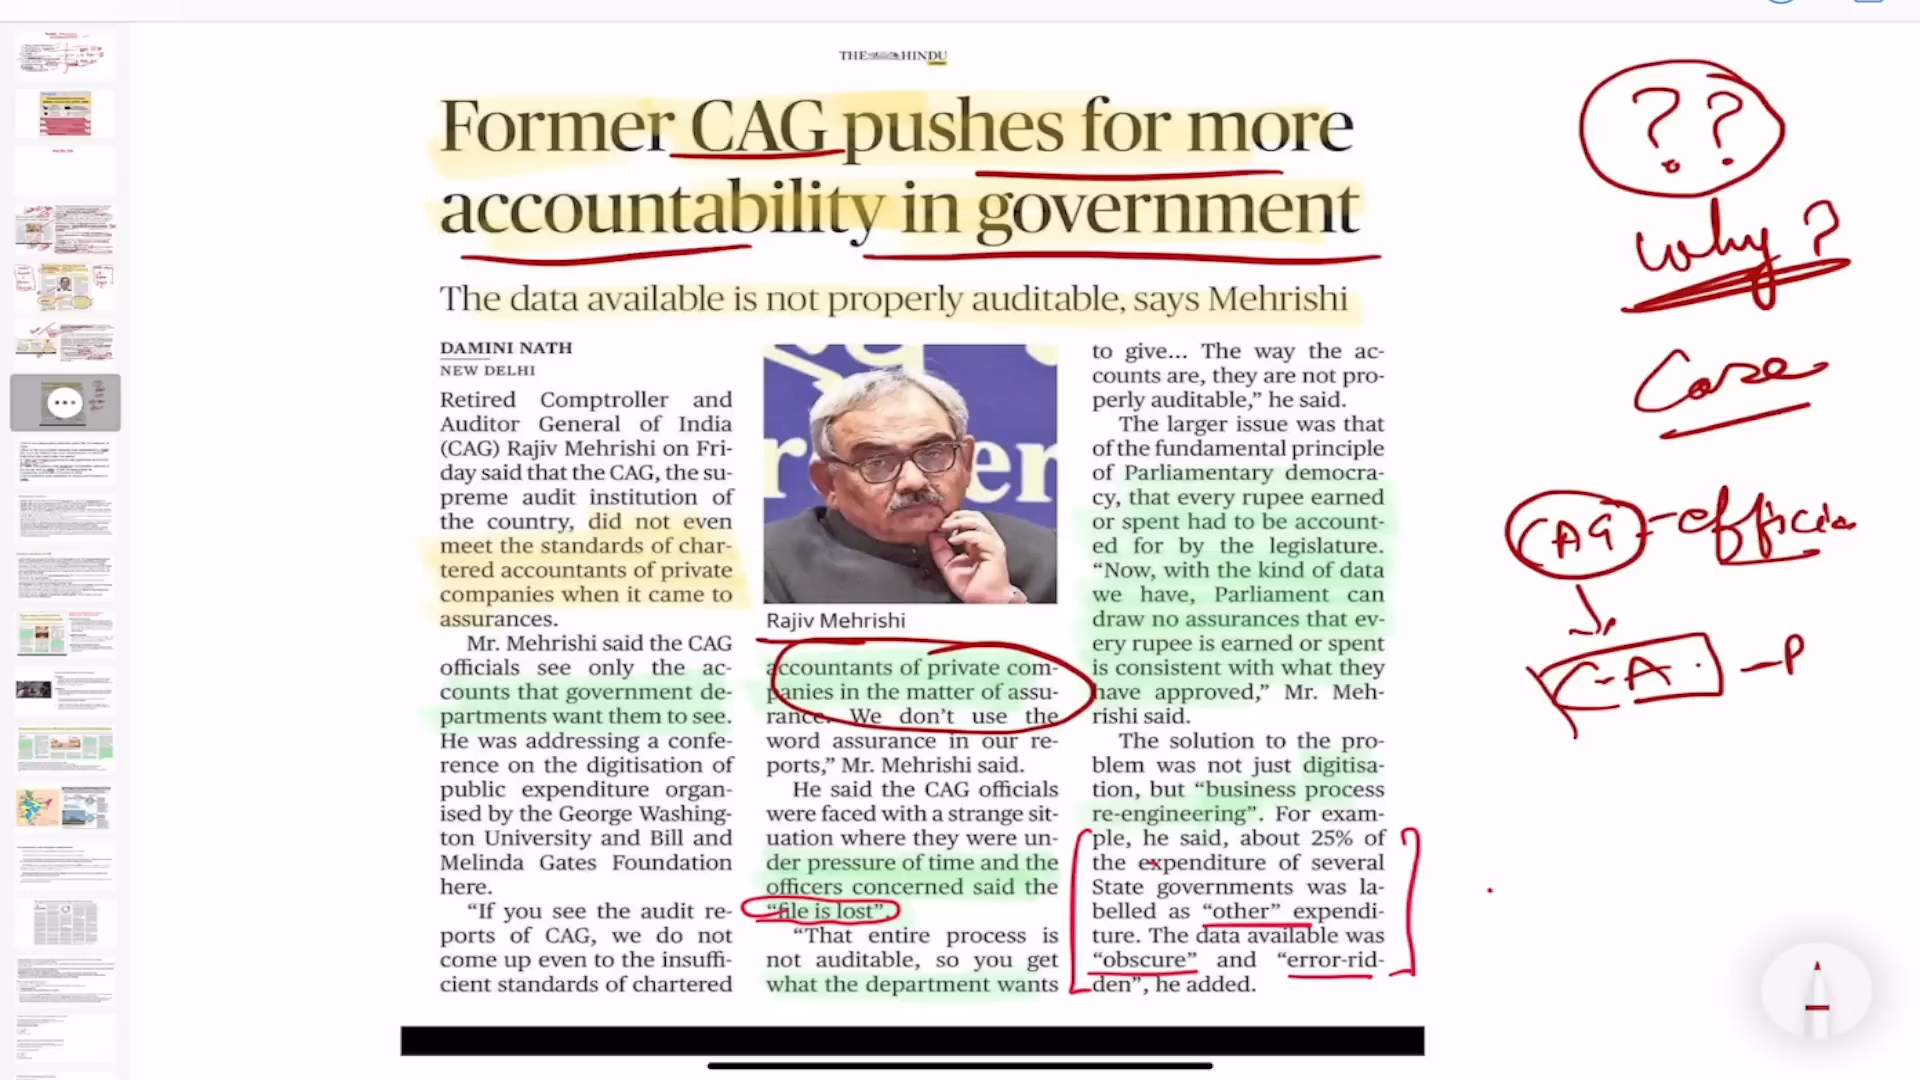 THE HINDU
Former CAG pushes for more
accountability in government
The data available is not properly auditable, says Mehrishi
DAMINI NATH
NEW DELHI
Retired Comptroller and
Auditor General of India
(CAG) Rajiv Mehrishi on Fri-
day said that the CAG, the su-
preme audit institution of
the country, did not even
meet the standards of char-
tered accountants of private
companies when it came to
assurances.
Mr. Mehrishi said the CAG
officials see only the ac-
counts that government de-
partments want them to see.
He was addressing a confe-
rence on the digitisation of
public expenditure organ-
ised by the George Washing-
ton University and Bill and
Melinda Gates Foundation
here.
“If you see the audit re-
ports of CAG, we do not
come up even to the insuffi-
cient standards of chartered
Rajiv Mehrishi
accountants of private com-
panies in the matter of assu-
rance. We don’t use the
word assurance in our re-
ports,” Mr. Mehrishi said.
He said the CAG officials
were faced with a strange sit-
uation where they were un-
der pressure of time and the
officers concerned said the
“file is lost”.
“That entire process is
not auditable, so you get
what the department wants
to give... The way the ac-
counts are, they are not pro-
perly auditable,” he said.
The larger issue was that
of the fundamental principle
of Parliamentary democra-
cy, that every rupee earned
or spent had to be account-
ed for by the legislature.
“Now, with the kind of data
we have, Parliament can
draw no assurances that ev-
ery rupee is earned or spent
is consistent with what they
have approved,” Mr. Meh-
rishi said.
The solution to the pro-
blem was not just digitisa-
tion, but “business process
re-engineering”. For exam-
ple, he said, about 25% of
the expenditure of several
State governments was la-
belled as “other” expendi-
ture. The data available was
“obscure” and “error-rid-
den”, he added.
? ?
Why?
Case
CAG - officia
C-A. - P